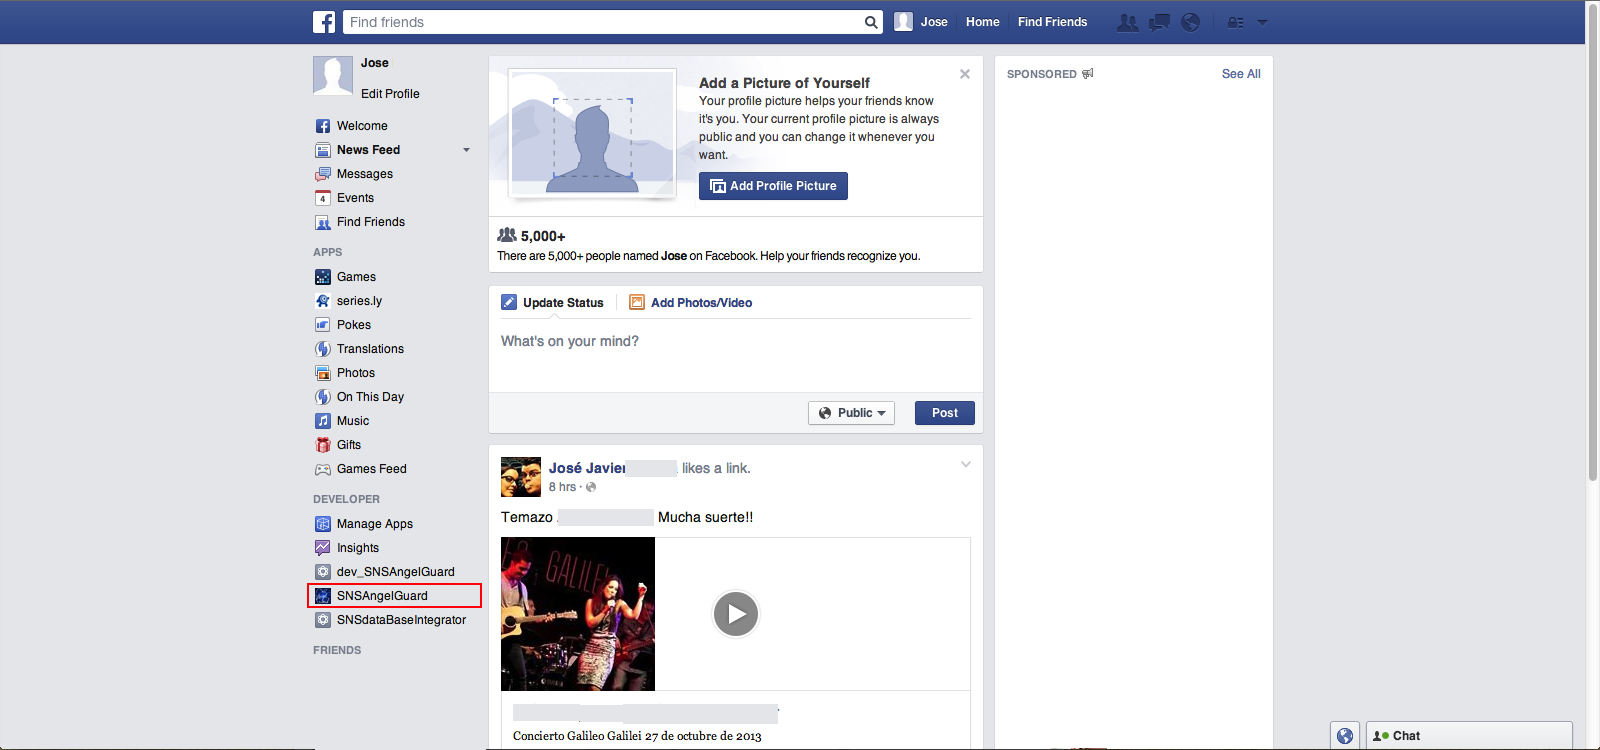 Find friends
Jose
Home
Find Friends
Jose
Edit Profile
Welcome
News Feed
Messages
4
Events
Find Friends
APPS
Games
series.ly
Pokes
Translations
Photos
On This Day
Music
Gifts
Games Feed
DEVELOPER
Manage Apps
Insights
dev_SNSAngelGuard
SNSAngelGuard
SNSdataBaseIntegrator
FRIENDS
Add a Picture of Yourself
Your profile picture helps your friends know
it's you. Your current profile picture is always
public and you can change it whenever you
want.
Add Profile Picture
5,000+
There are 5,000+ people named Jose on Facebook. Help your friends recognize you.
Update Status
Add Photos/Video
What's on your mind?
Public
Post
José Javier likes a link.
8 hrs ·
Temazo Mucha suerte!!
GALILEI
Concierto Galileo Galilei 27 de octubre de 2013
SPONSORED
See All
Chat